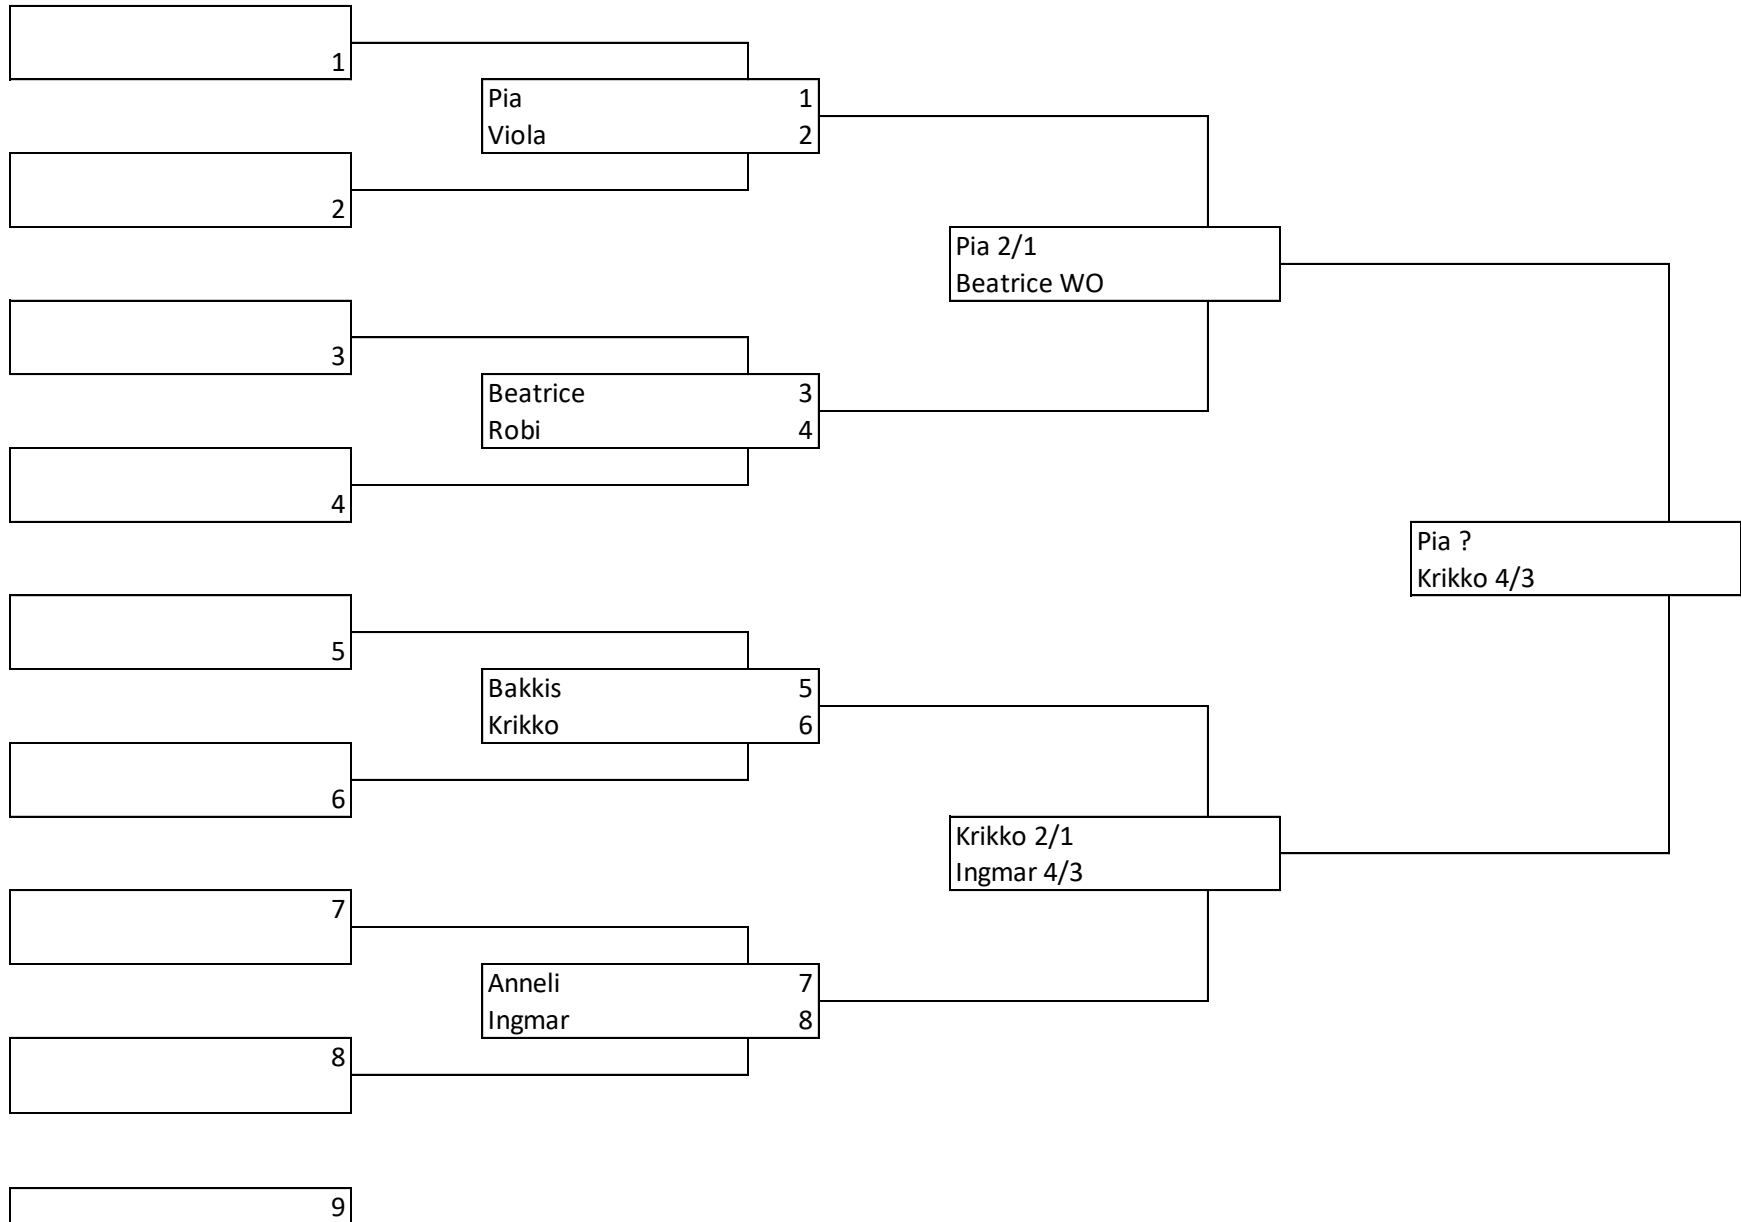 1
Pia 1
Viola 2
2
Pia 2/1
Beatrice WO
3
Beatrice 3
Robi 4
4
Pia ?
Krikko 4/3
5
Bakkis 5
Krikko 6
6
Krikko 2/1
Ingmar 4/3
7
Anneli 7
Ingmar 8
8
9